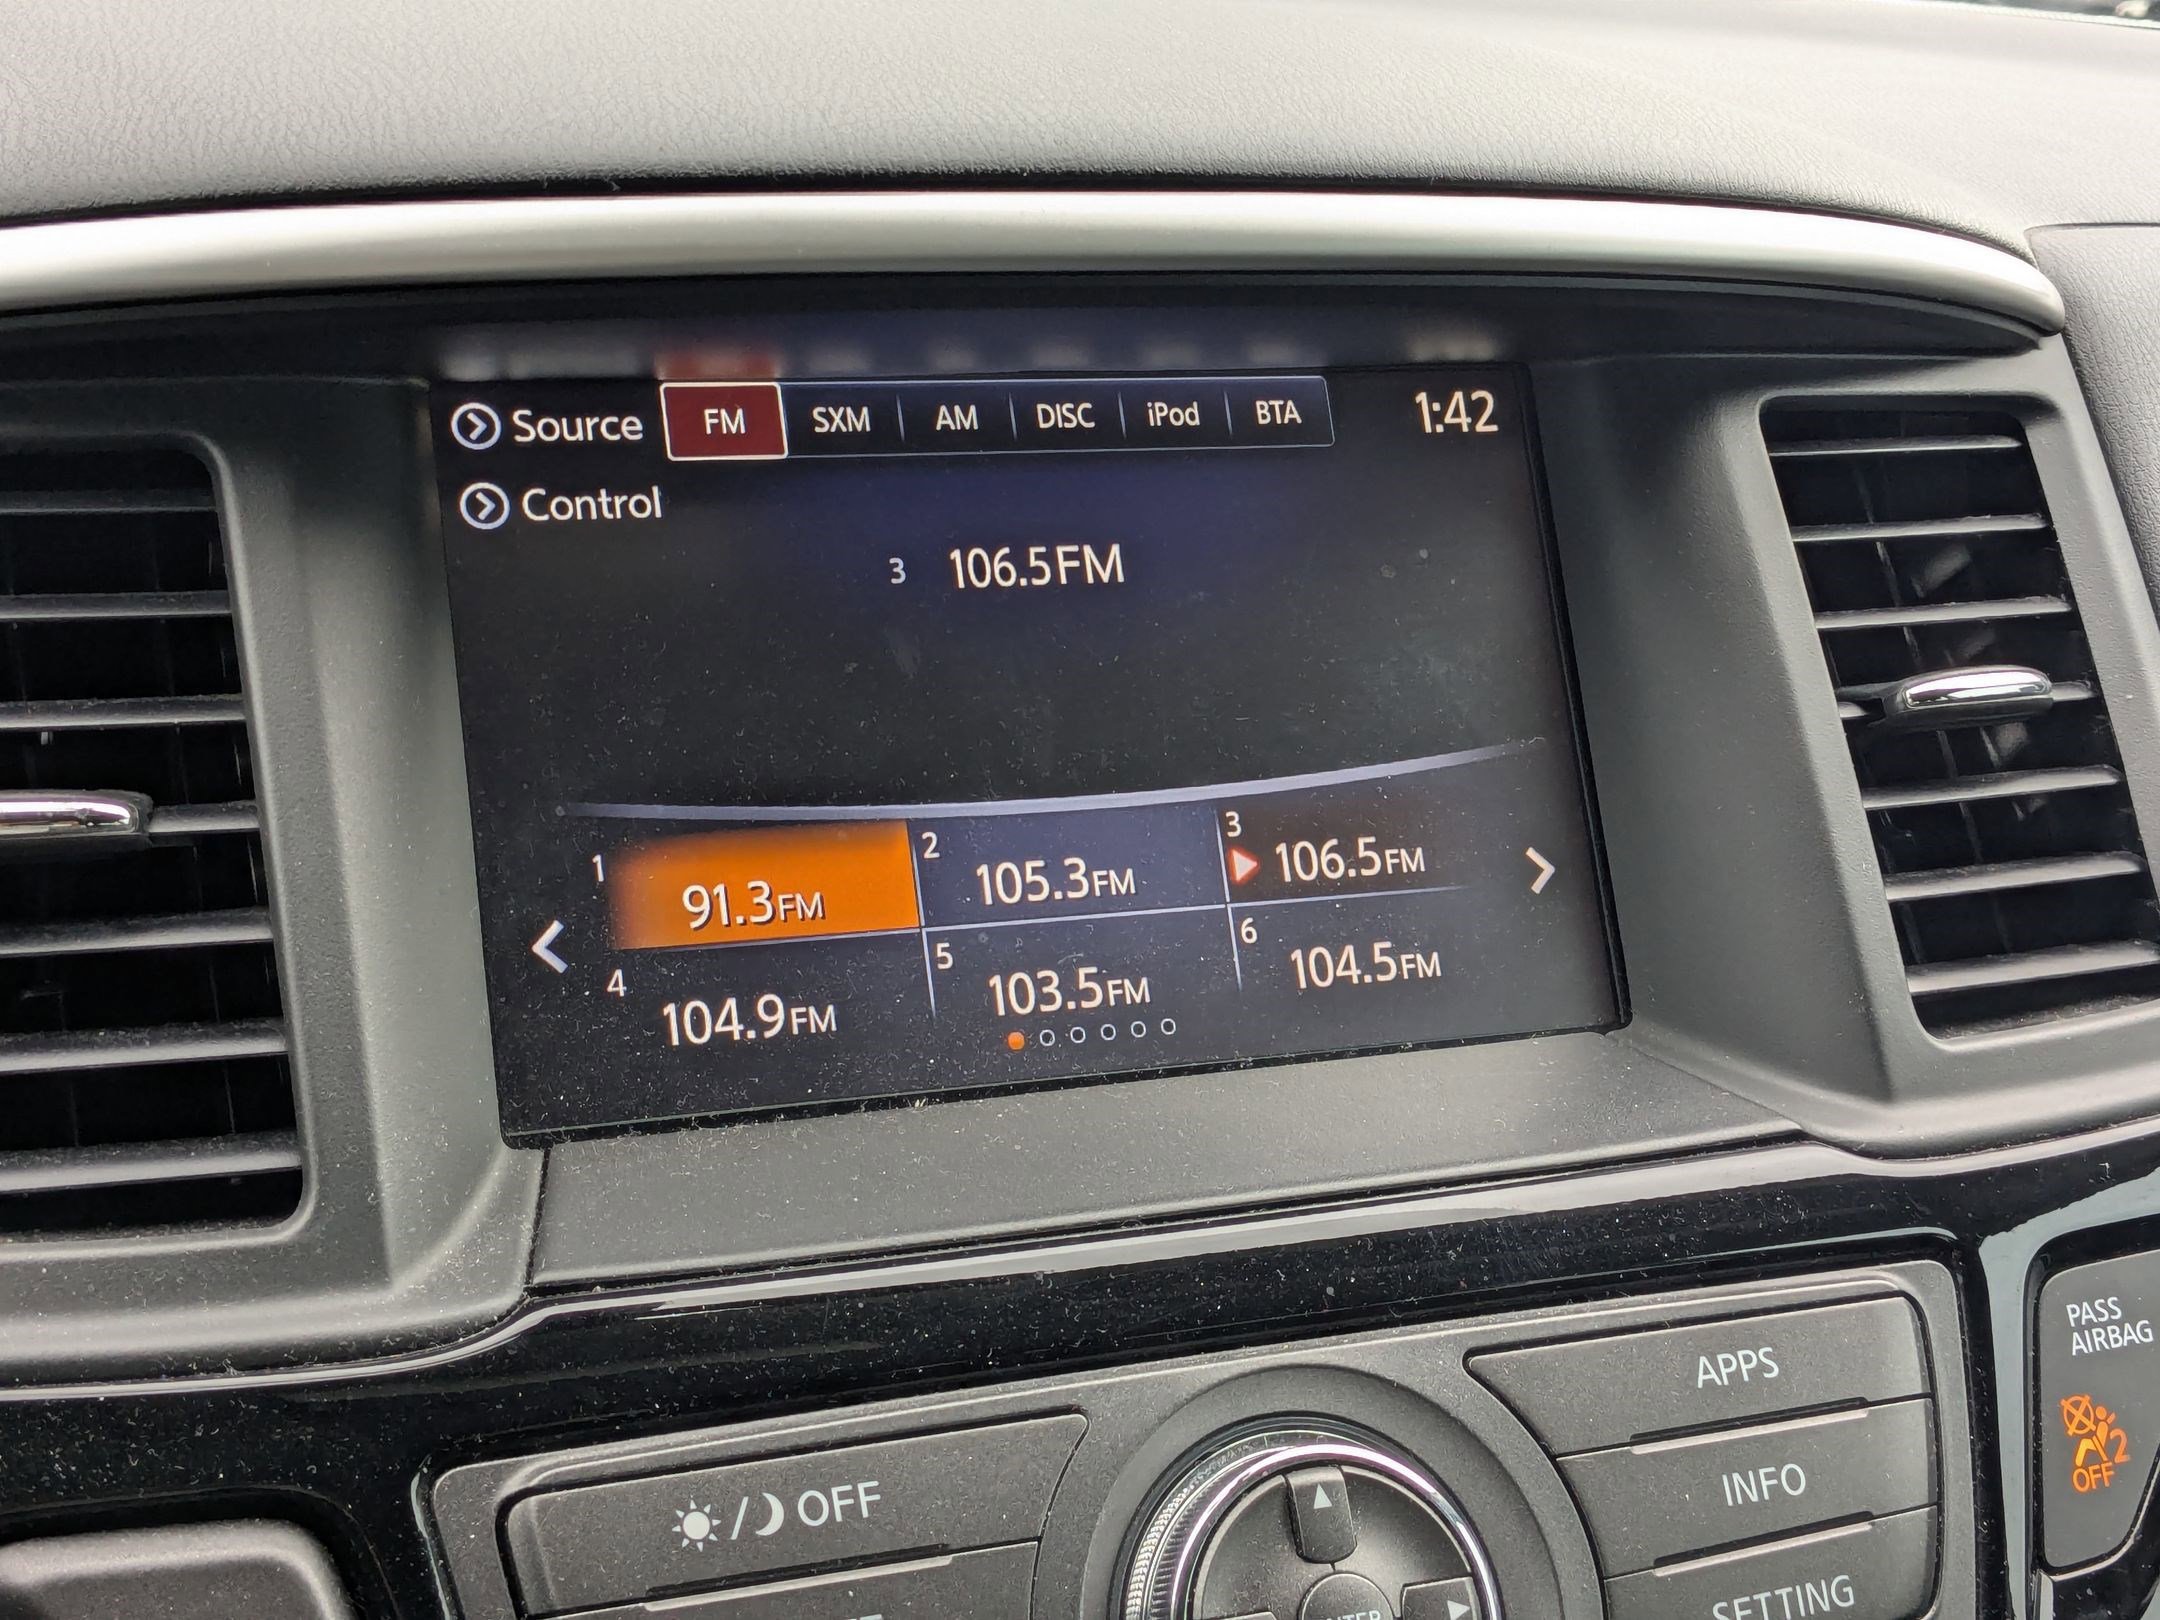 Source FM SXM AM DISC iPod BTA 1:42
Control
3 106.5FM
1 91.3FM 2 105.3FM 3 106.5FM
4 104.9FM 5 103.5FM 6 104.5FM
PASS
AIRBAG
2
OFF
APPS
INFO
SETTING
OFF